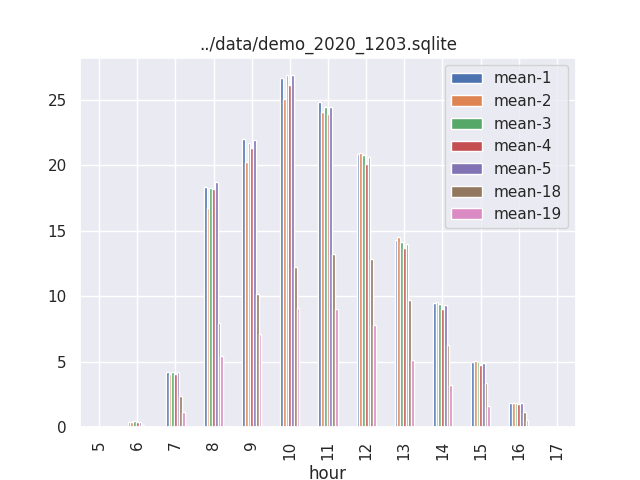 ../data/demo_2020_1203.sqlite
mean-1
mean-2
mean-3
mean-4
mean-5
mean-18
mean-19
25
20
15
10
5
0
5 6 7 8 9 10 11 12 13 14 15 16 17
hour